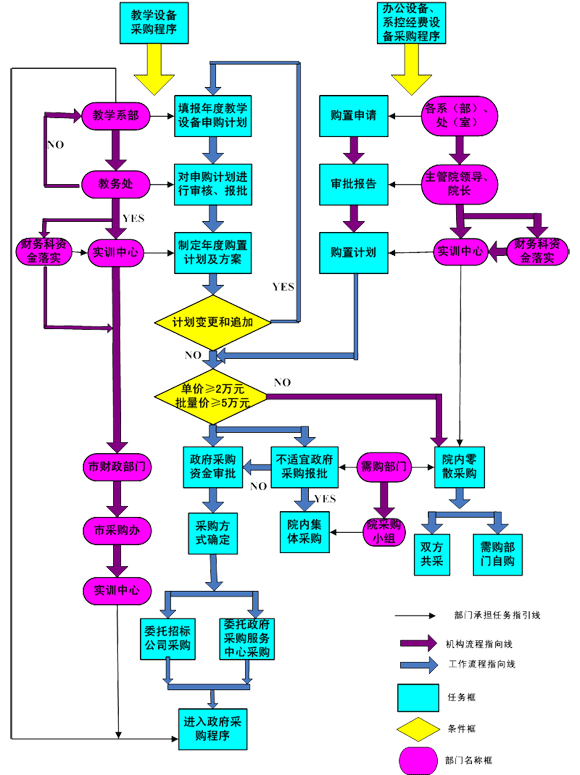 教学设备
采购程序
办公设备、
系控经费设
备采购程序
教学系部
填报年度教学
设备申购计划
购置申请
各系（部）、
处（室）
NO
教务处
对申购计划进
行审核、报批
审批报告
主管院领导、
院长
YES
财务科资
金落实
实训中心
制定年度购置
计划及方案
购置计划
实训中心
财务科资
金落实
YES
计划变更和追加
NO
单价≥2万元
批量价≥5万元
NO
市财政部门
政府采购
资金审批
NO
不适宜政府
采购报批
需购部门
院内零
散采购
YES
市采购办
采购方
式确定
院内集
体采购
院采购
小组
双方
共采
需购部
门自购
实训中心
委托招标
公司采购
委托政府
采购服务
中心采购
进入政府采
购程序
部门承担任务指引线
机构流程指向线
工作流程指向线
任务框
条件框
部门名称框